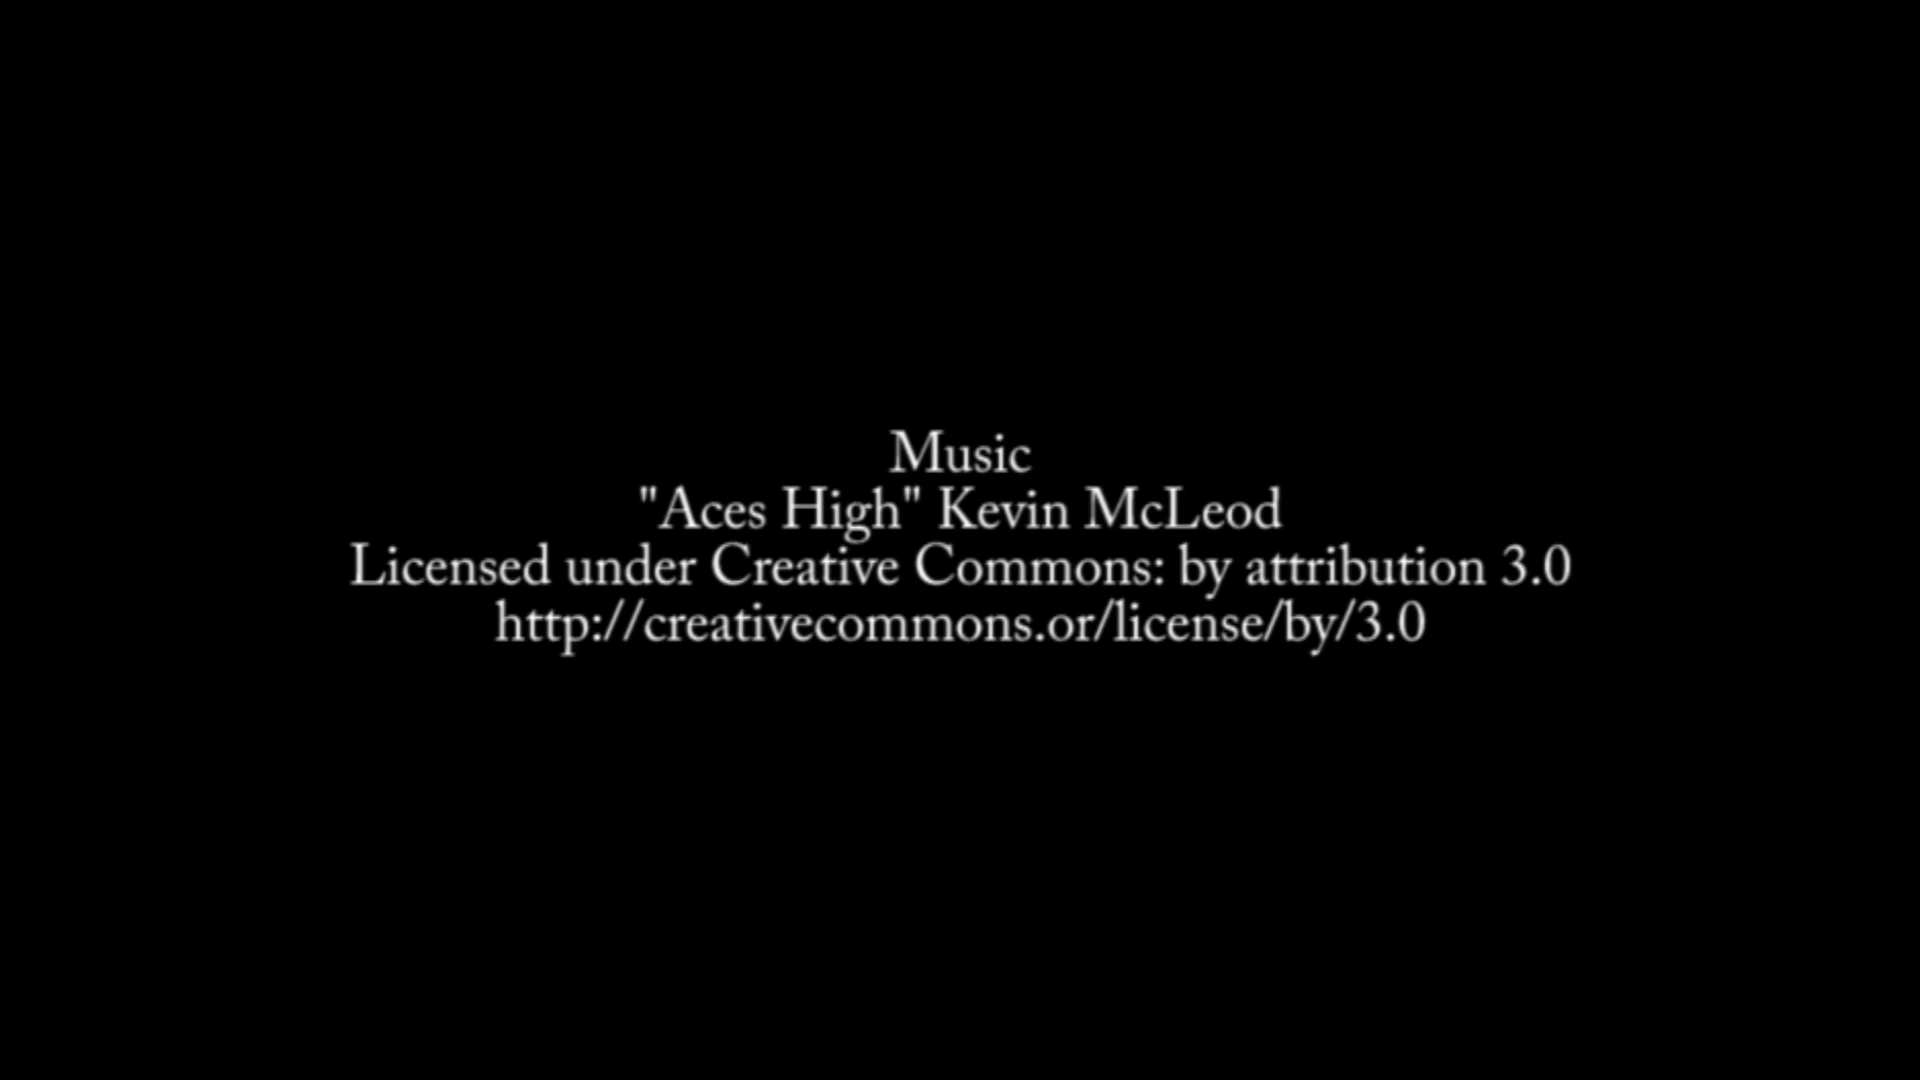 Music
"Aces High" Kevin McLeod
Licensed under Creative Commons: by attribution 3.0
http://creativecommons.or/license/by/3.0